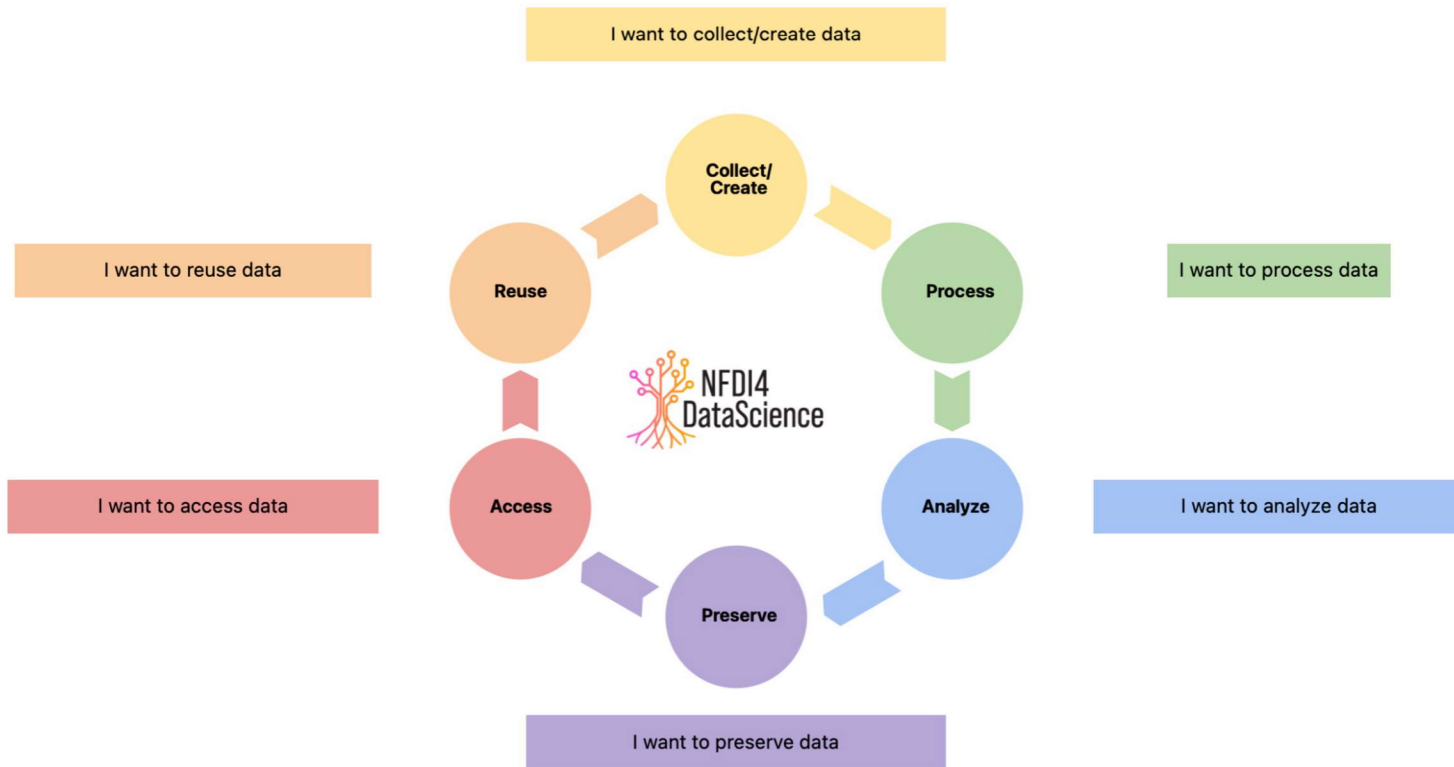 I want to collect/create data
Collect/
Create
I want to reuse data
Reuse
Process
I want to process data
NFDI4
DataScience
I want to access data
Access
Analyze
I want to analyze data
Preserve
I want to preserve data